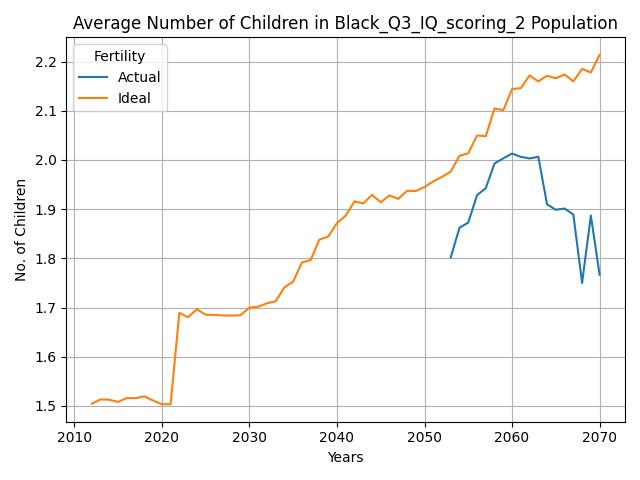 Average Number of Children in Black_Q3_IQ_scoring_2 Population
Fertility
Actual
Ideal
No. of Children
2.2
2.1
2.0
1.9
1.8
1.7
1.6
1.5
2010 2020 2030 2040 2050 2060 2070
Years